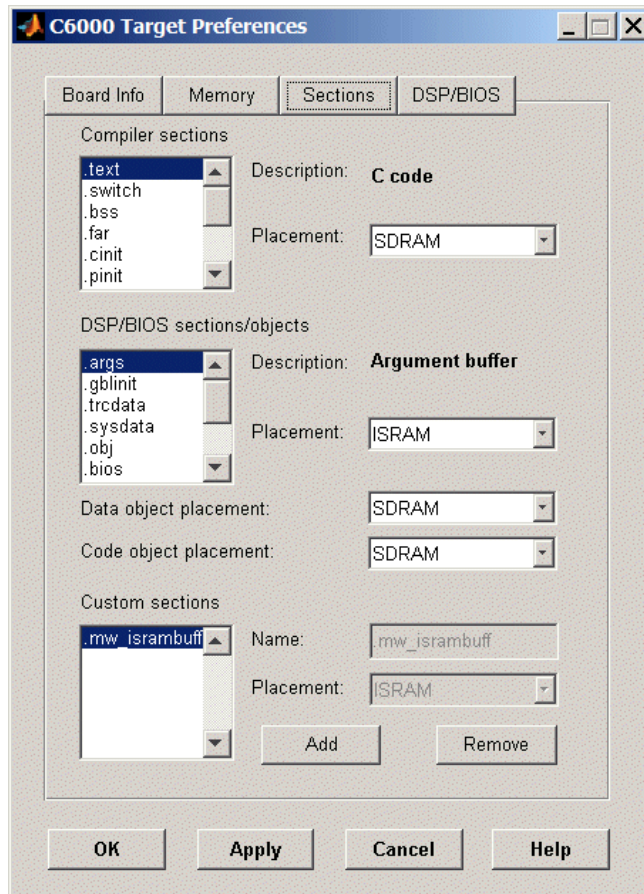 C6000 Target Preferences
Board Info
Memory
Sections
DSP/BIOS
Compiler sections
.text
.switch
.bss
.far
.cinit
.pinit
Description:
C code
Placement:
SDRAM
DSP/BIOS sections/objects
.args
.gblinit
.trcdata
.sysdata
.obj
.bios
Description:
Argument buffer
Placement:
ISRAM
Data object placement:
SDRAM
Code object placement:
SDRAM
Custom sections
.mw_isrambuff
Name:
.mw_isrambuff
Placement:
ISRAM
Add
Remove
OK
Apply
Cancel
Help